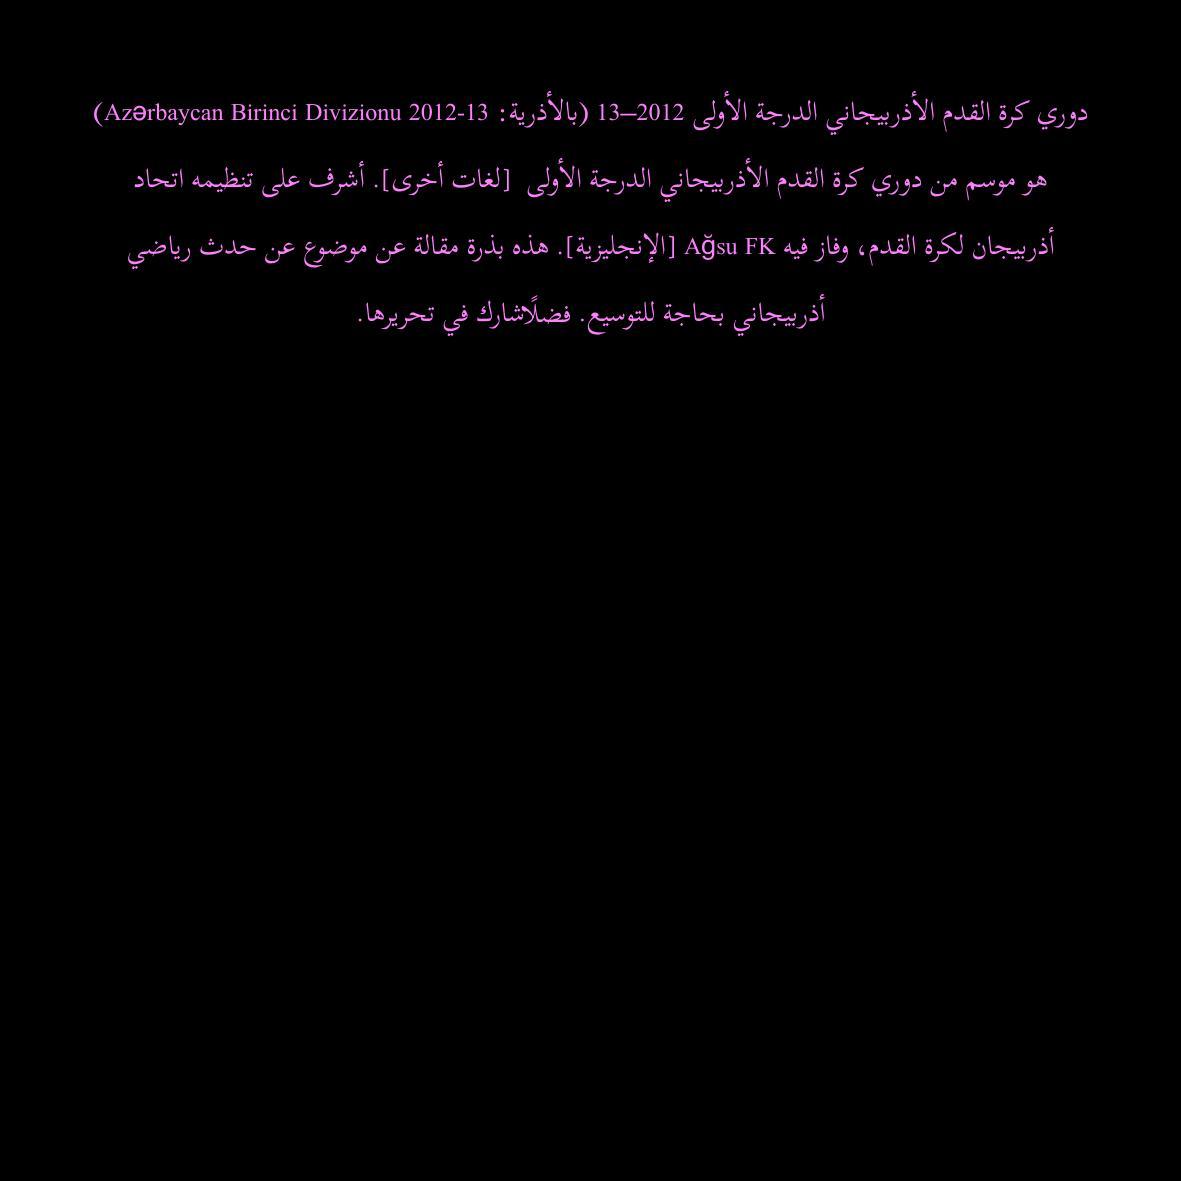 دوري كرة القدم الأذربيجاني الدرجة الأولى 2012–13 (بالأذرية: Azərbaycan Birinci Divizionu 2012-13)
هو موسم من دوري كرة القدم الأذربيجاني الدرجة الأولى [لغات أخرى]. أشرف على تنظيمه اتحاد
أذربيجان لكرة القدم، وفاز فيه Ağsu FK [الإنجليزية]. هذه بذرة مقالة عن موضوع عن حدث رياضي
أذربيجاني بحاجة للتوسيع. فضلًاشارك في تحريرها.